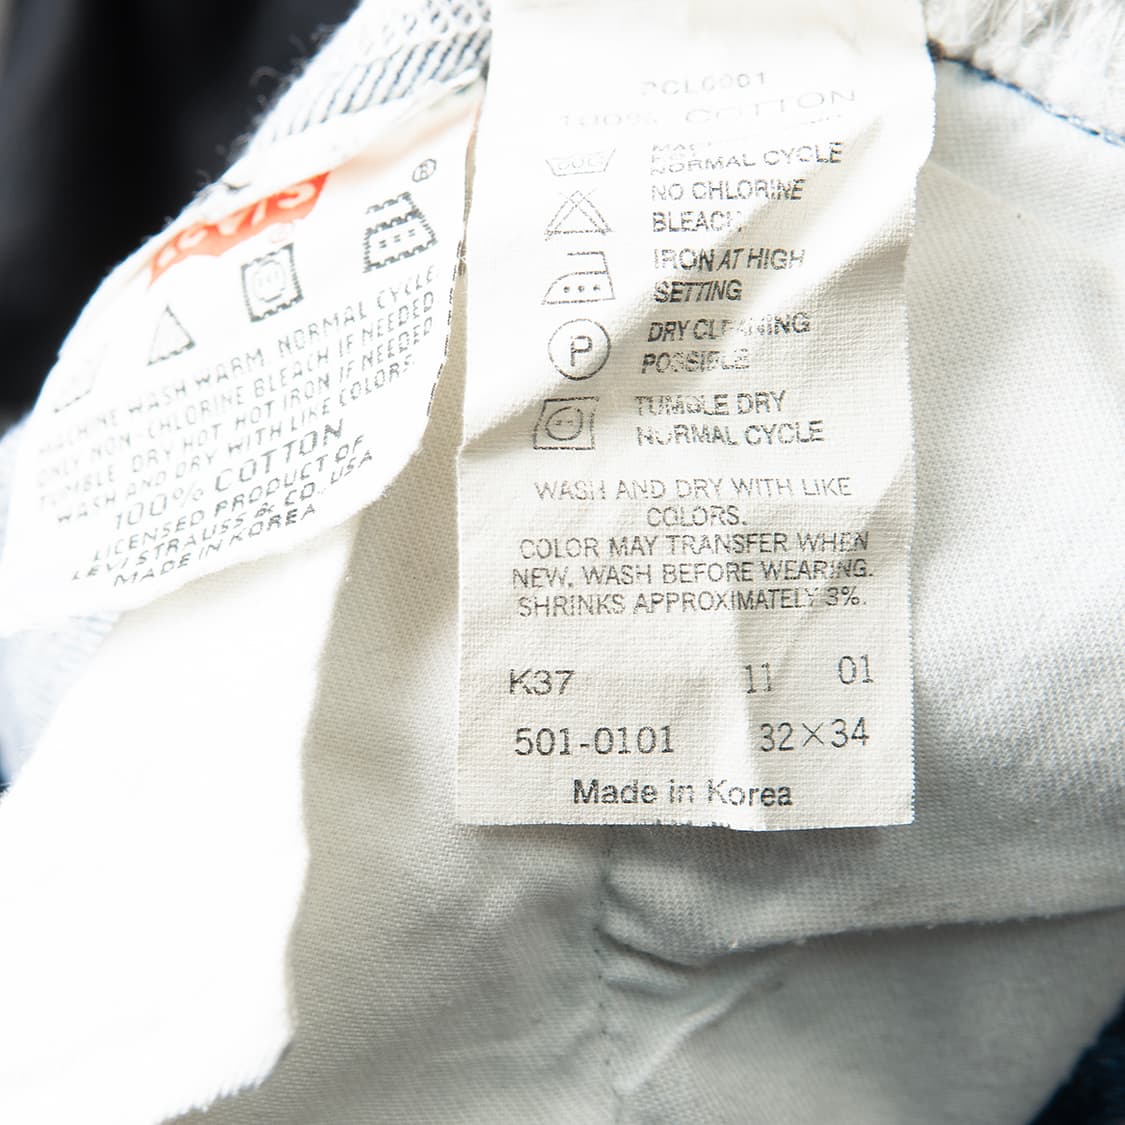 LEVI'S
®
MACHINE WASH WARM, NORMAL CYCLE.
ONLY NON-CHLORINE BLEACH IF NEEDED.
TUMBLE DRY HOT. HOT IRON IF NEEDED
WASH AND DRY WITH LIKE COLORS.
100% COTTON
LICENSED PRODUCT OF
LEVI STRAUSS & CO., USA
MADE IN KOREA
100% COTTON
NORMAL CYCLE
NO CHLORINE
BLEACH
IRON AT HIGH
SETTING
P
DRY CLEANING
POSSIBLE
TUMBLE DRY
NORMAL CYCLE
WASH AND DRY WITH LIKE
COLORS.
COLOR MAY TRANSFER WHEN
NEW. WASH BEFORE WEARING.
SHRINKS APPROXIMATELY 3%.
K37 11 01
501-0101 32×34
Made in Korea